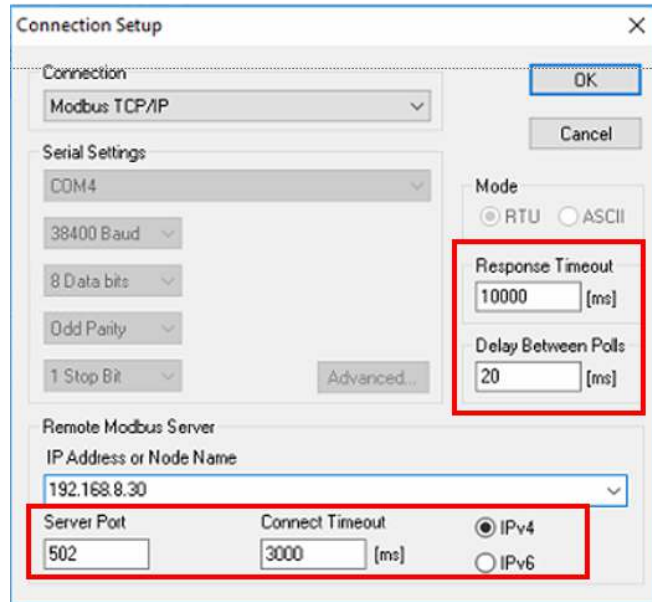 Connection Setup
Connection
OK
Modbus TCP/IP
Cancel
Serial Settings
COM4
Mode
RTU ASCII
38400 Baud
Response Timeout
8 Data bits
10000 [ms]
Odd Parity
Delay Between Polls
1 Stop Bit Advanced... 20 [ms]
Remote Modbus Server
IP Address or Node Name
192.168.8.30
Server Port Connect Timeout IPv4
502 3000 [ms] IPv6